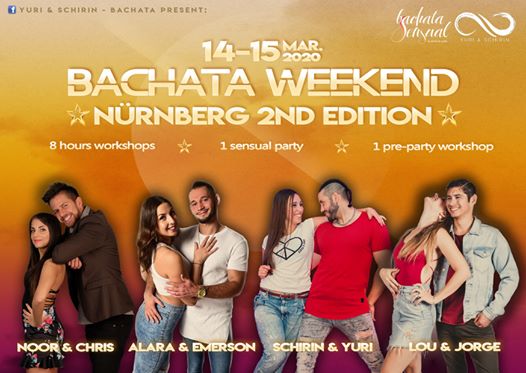 YURI & SCHIRIN - BACHATA PRESENT:
bachata
Sensual
YURI & SCHIRIN
14-15 MAR.
2020
BACHATA WEEKEND
NÜRNBERG 2ND EDITION
8 hours workshops
1 sensual party
1 pre-party workshop
NOOR & CHRIS
ALARA & EMERSON
SCHIRIN & YURI
LOU & JORGE